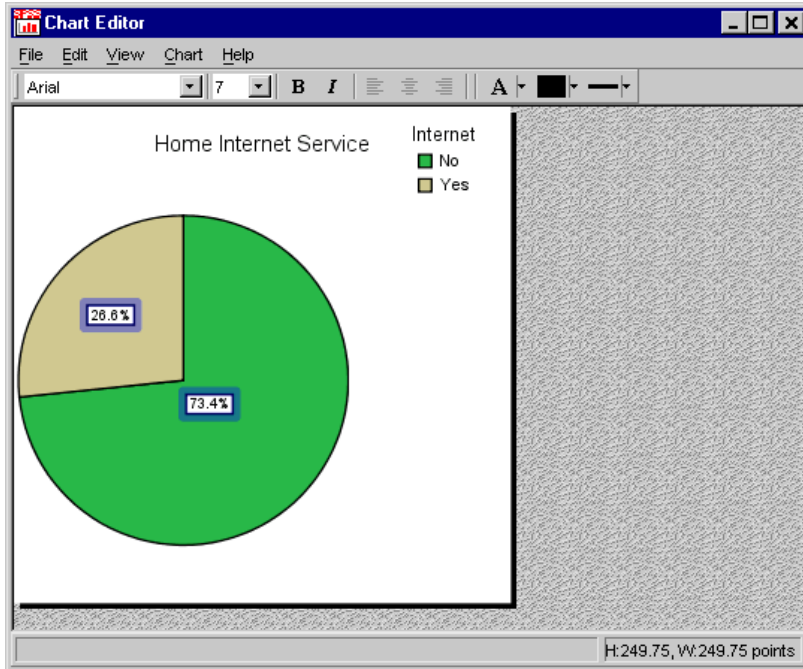 Chart Editor
File Edit View Chart Help
Arial 7 B I A
Home Internet Service
Internet
No
Yes
26.6%
73.4%
H:249.75, W:249.75 points